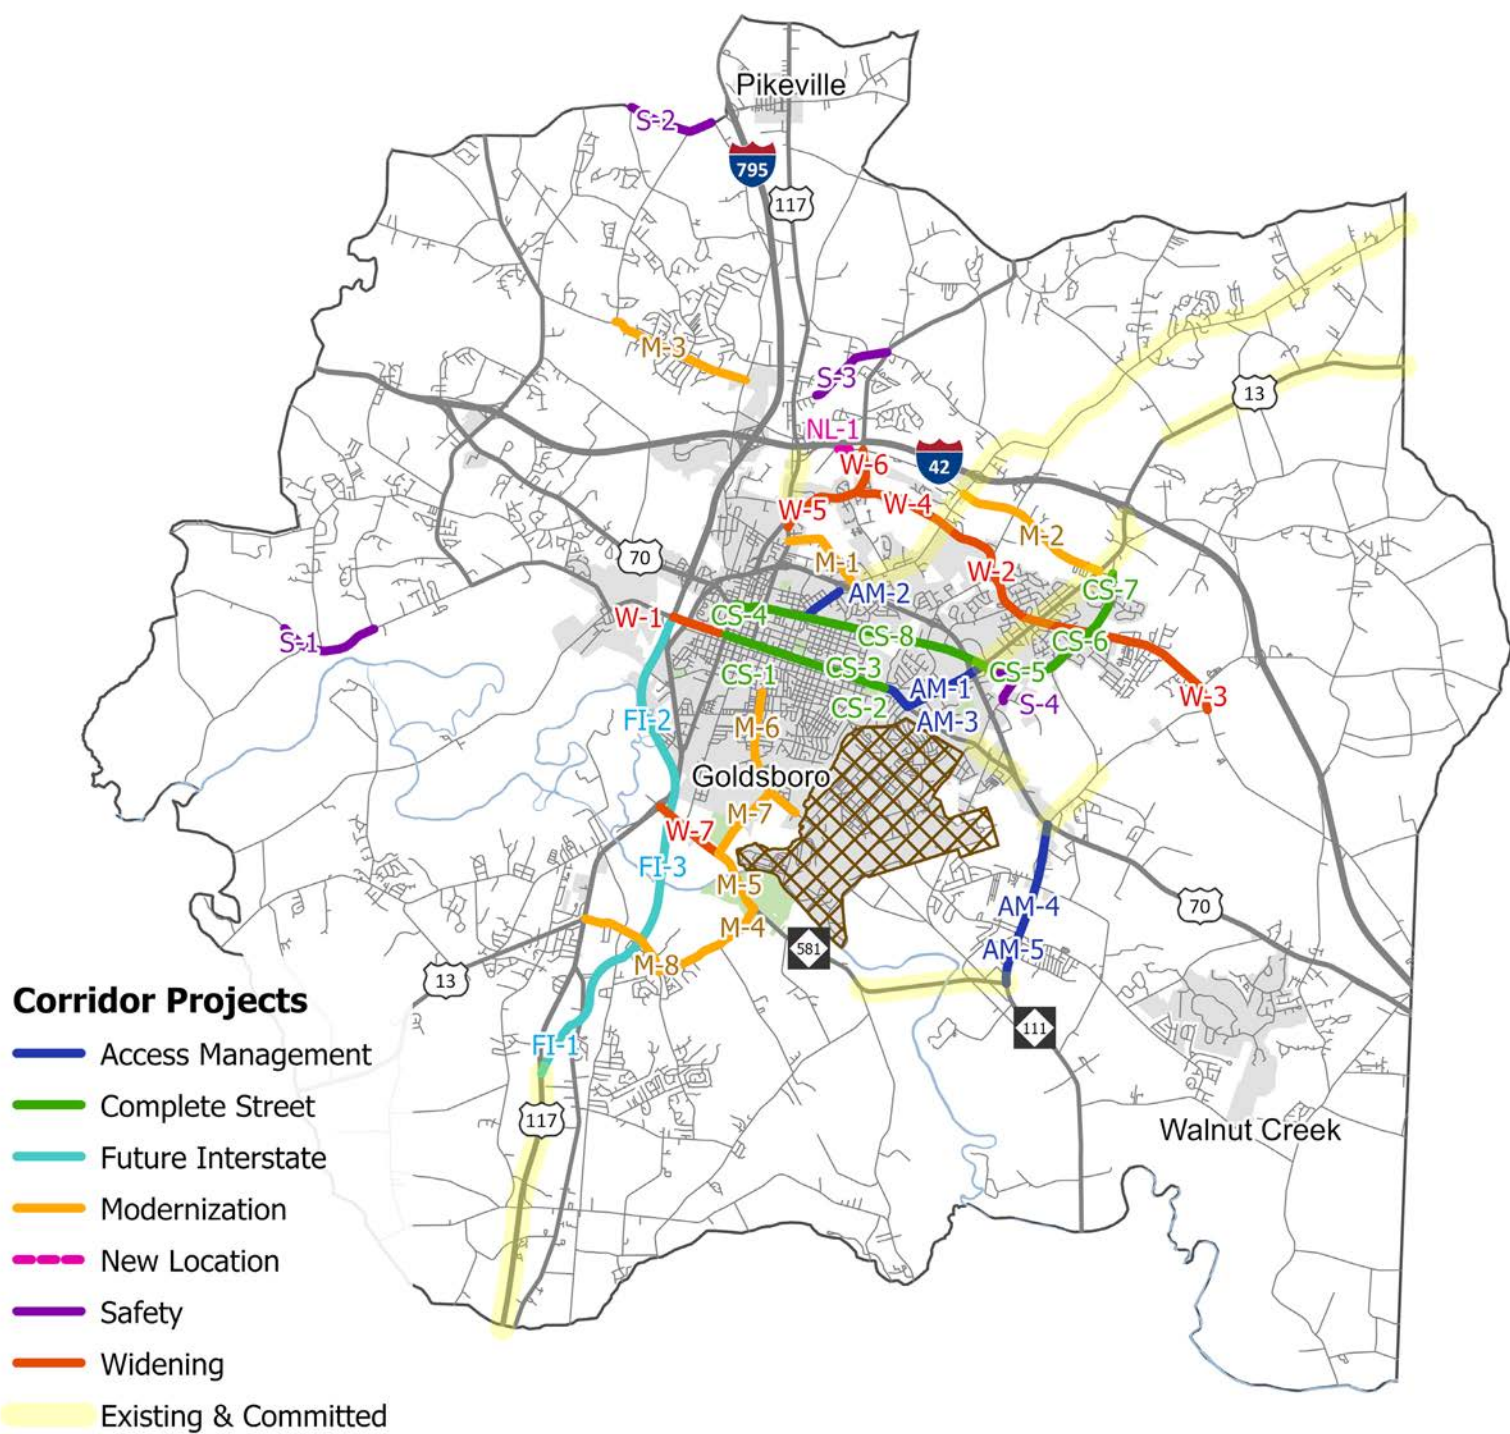 Pikeville
S-2
795
117
M-3
S-3
13
NL-1
42
W-6
W-5
W-4
M-2
70
M-1
W-2
AM-2
CS-7
W-1
CS-4
CS-8
CS-6
S-1
CS-3
CS-5
CS-1
AM-1
W-3
CS-2
S-4
FI-2
M-6
AM-3
Goldsboro
M-7
W-7
FI-3
M-5
AM-4
70
M-4
581
AM-5
M-8
13
111
FI-1
117
Walnut Creek
Corridor Projects
Access Management
Complete Street
Future Interstate
Modernization
New Location
Safety
Widening
Existing & Committed